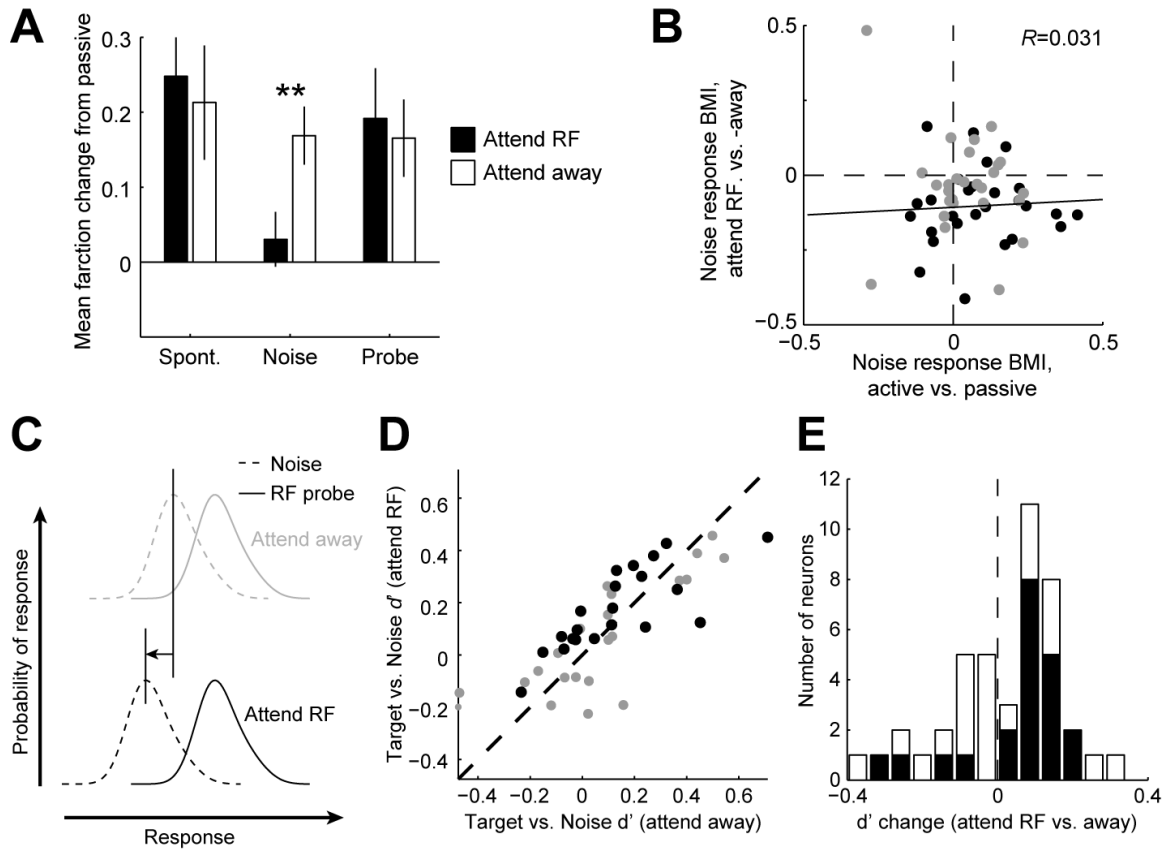 A
Mean farction change from passive
0.3
0.2
0.1
0
**
Attend RF
Attend away
Spont.
Noise
Probe
B
Noise response BMI,
attend RF. vs. -away
0.5
0
−0.5
R=0.031
−0.5
0
0.5
Noise response BMI,
active vs. passive
C
Probability of response
Noise
RF probe
Attend away
Attend RF
Response
D
Target vs. Noise d' (attend RF)
0.6
0.4
0.2
0
−0.2
−0.4
−0.4
−0.2
0
0.2
0.4
0.6
Target vs. Noise d' (attend away)
E
Number of neurons
12
10
8
6
4
2
0
−0.4
0
0.4
d' change (attend RF vs. away)